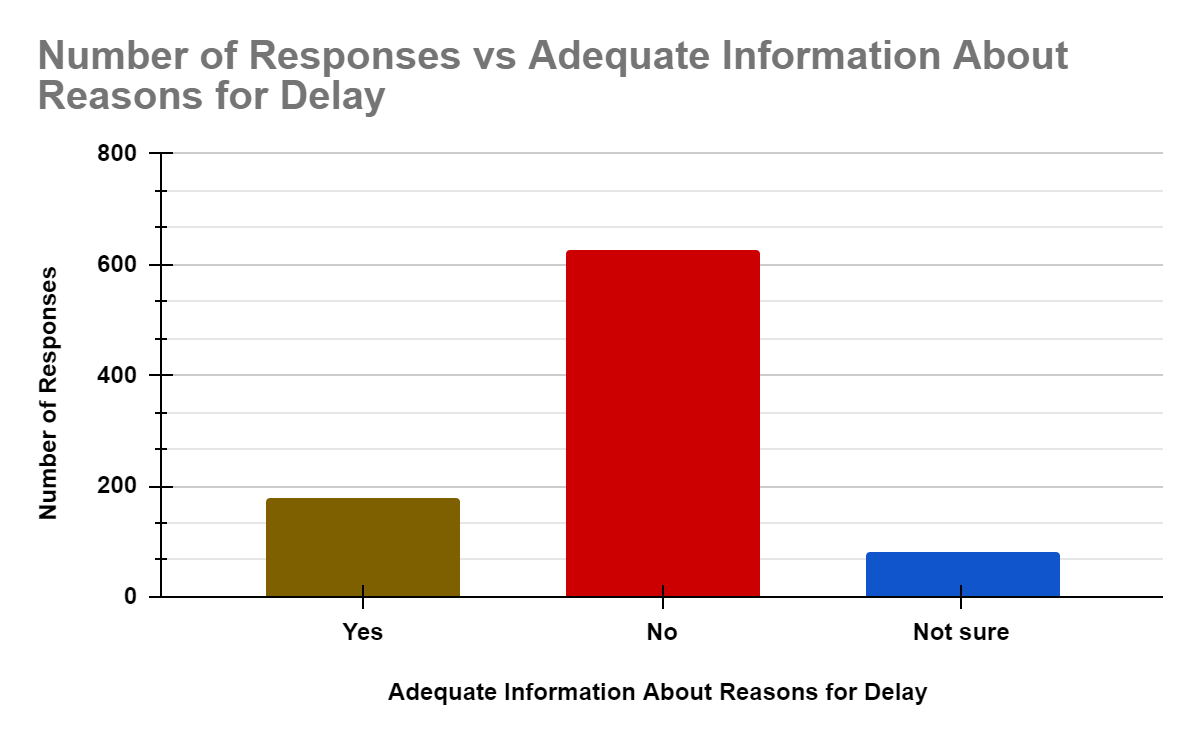 Number of Responses vs Adequate Information About
Reasons for Delay
800
600
400
200
0
Number of Responses
Yes
No
Not sure
Adequate Information About Reasons for Delay